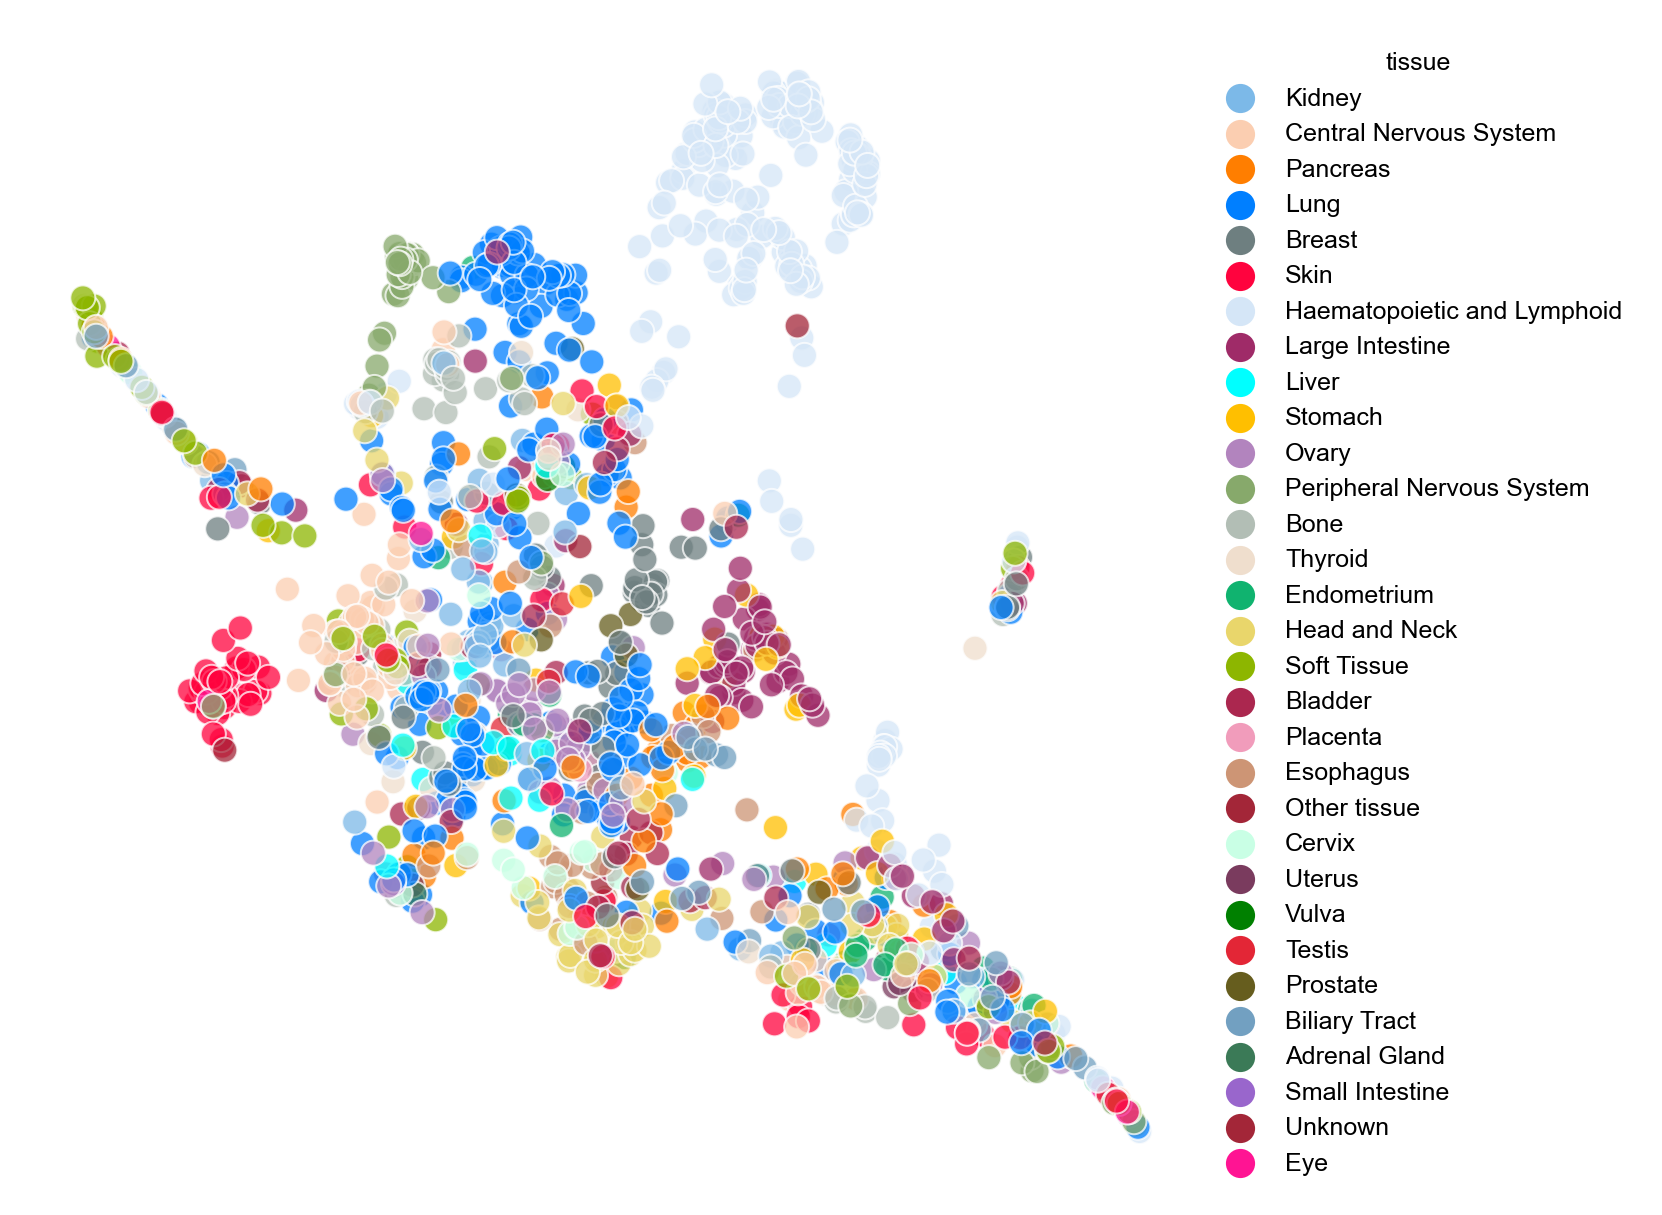 tissue
Kidney
Central Nervous System
Pancreas
Lung
Breast
Skin
Haematopoietic and Lymphoid
Large Intestine
Liver
Stomach
Ovary
Peripheral Nervous System
Bone
Thyroid
Endometrium
Head and Neck
Soft Tissue
Bladder
Placenta
Esophagus
Other tissue
Cervix
Uterus
Vulva
Testis
Prostate
Biliary Tract
Adrenal Gland
Small Intestine
Unknown
Eye